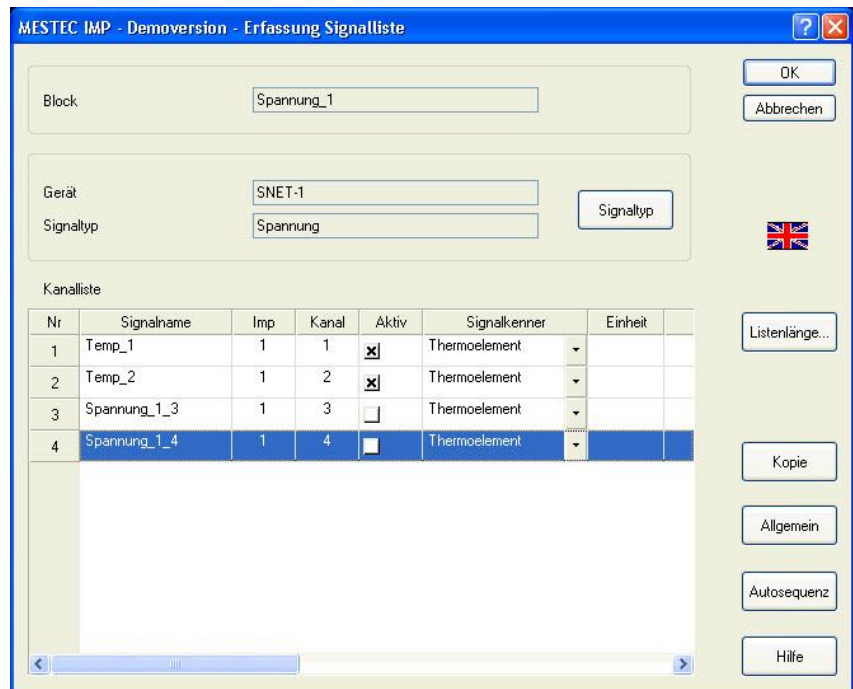 MESTEC IMP - Demoversion - Erfassung Signalliste
OK
Abbrechen
Block
Spannung_1
Gerät
SNET-1
Signaltyp
Signaltyp
Spannung
Kanalliste
Nr Signalname Imp Kanal Aktiv Signalkenner Einheit
1 Temp_1 1 1 Thermoelement
2 Temp_2 1 2 Thermoelement
3 Spannung_1_3 1 3 Thermoelement
4 Spannung_1_4 1 4 Thermoelement
Listenlänge...
Kopie
Allgemein
Autosequenz
Hilfe